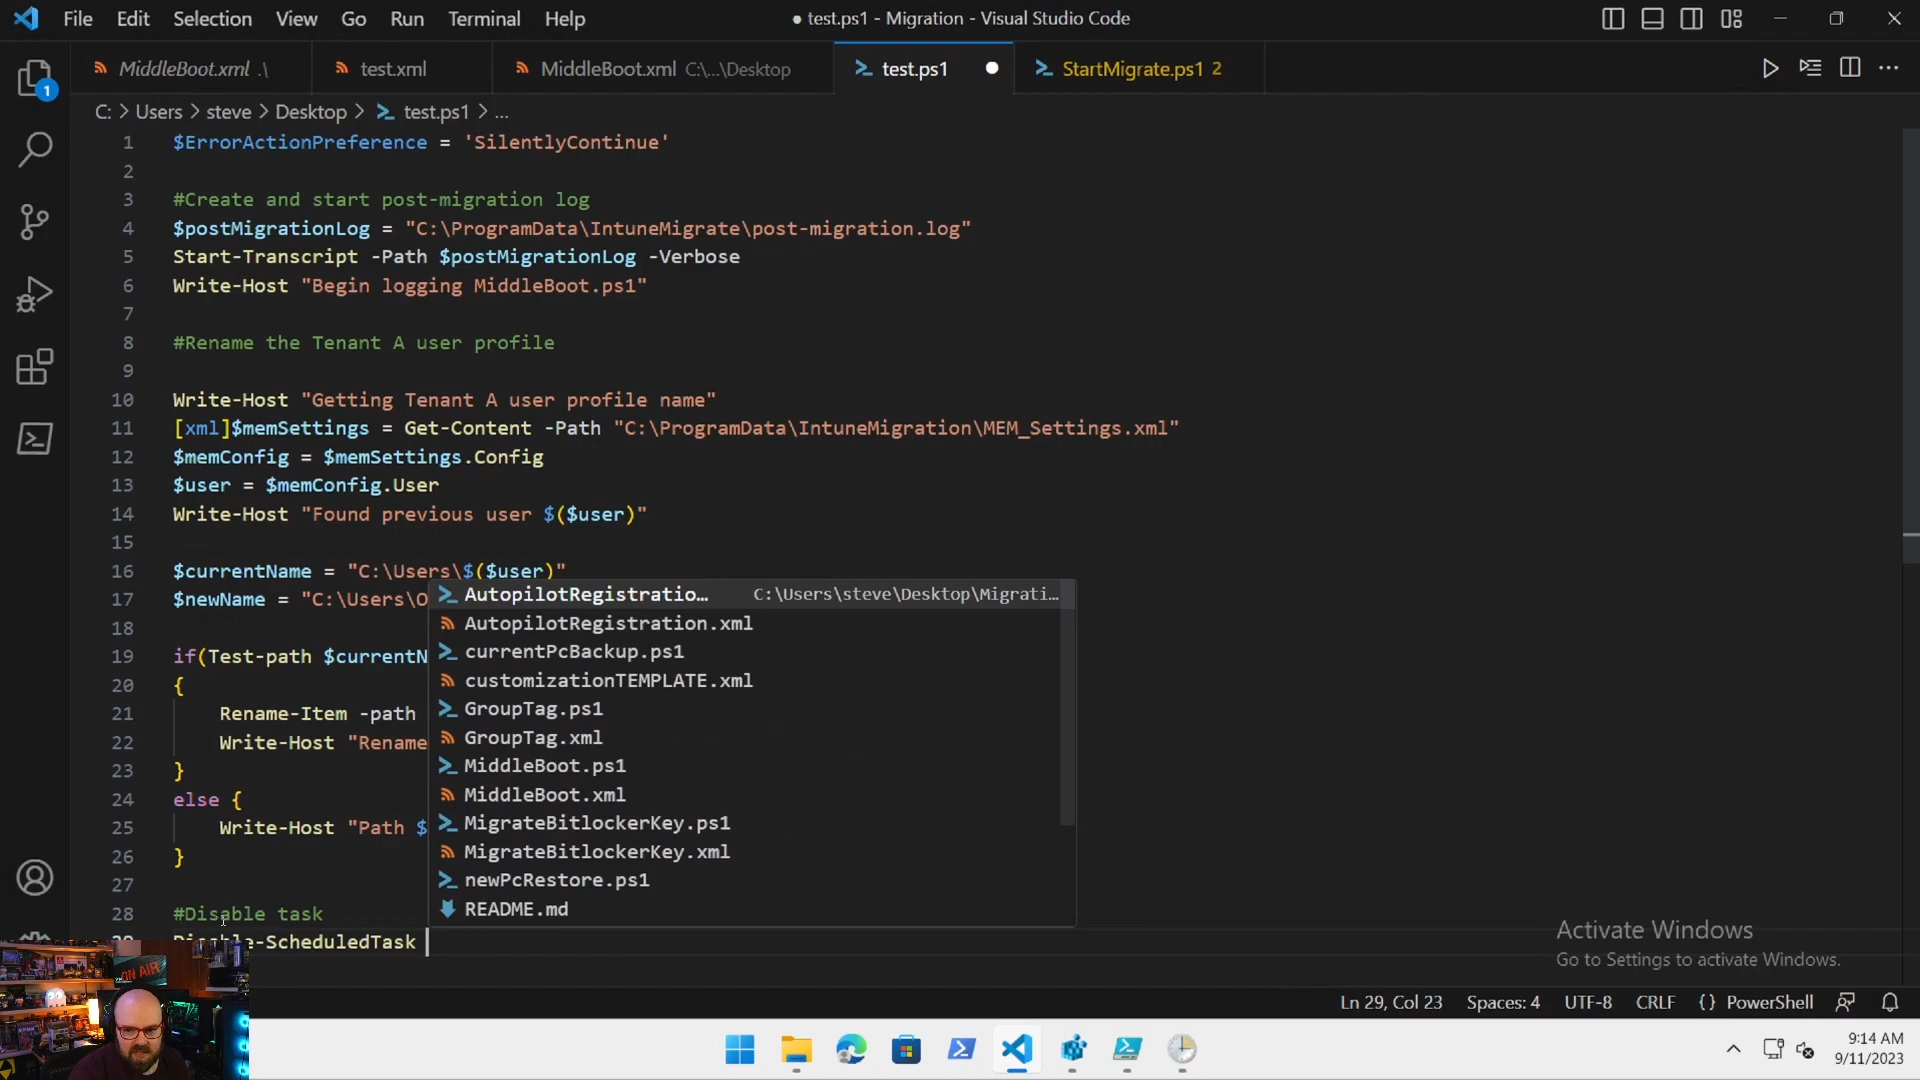 File Edit Selection View Go Run Terminal Help
● test.ps1 - Migration - Visual Studio Code
MiddleBoot.xml .\ test.xml MiddleBoot.xml C:\...\Desktop test.ps1 StartMigrate.ps1 2
1
C: > Users > steve > Desktop > test.ps1 > ...
1 $ErrorActionPreference = 'SilentlyContinue'
2
3 #Create and start post-migration log
4 $postMigrationLog = "C:\ProgramData\IntuneMigrate\post-migration.log"
5 Start-Transcript -Path $postMigrationLog -Verbose
6 Write-Host "Begin logging MiddleBoot.ps1"
7
8 #Rename the Tenant A user profile
9
10 Write-Host "Getting Tenant A user profile name"
11 [xml]$memSettings = Get-Content -Path "C:\ProgramData\IntuneMigration\MEM_Settings.xml"
12 $memConfig = $memSettings.Config
13 $user = $memConfig.User
14 Write-Host "Found previous user $($user)"
15
16 $currentName = "C:\Users\$($user)"
17 $newName = "C:\Users\O
18
19 if(Test-path $currentN
20 {
21 Rename-Item -path
22 Write-Host "Rename
23 }
24 else {
25 Write-Host "Path $
26 }
27
28 #Disable task
Disable-ScheduledTask
AutopilotRegistratio... C:\Users\steve\Desktop\Migrati...
AutopilotRegistration.xml
currentPcBackup.ps1
customizationTEMPLATE.xml
GroupTag.ps1
GroupTag.xml
MiddleBoot.ps1
MiddleBoot.xml
MigrateBitlockerKey.ps1
MigrateBitlockerKey.xml
newPcRestore.ps1
README.md
Activate Windows
Go to Settings to activate Windows.
ON AIR
Ln 29, Col 23 Spaces: 4 UTF-8 CRLF {} PowerShell
9:14 AM
9/11/2023